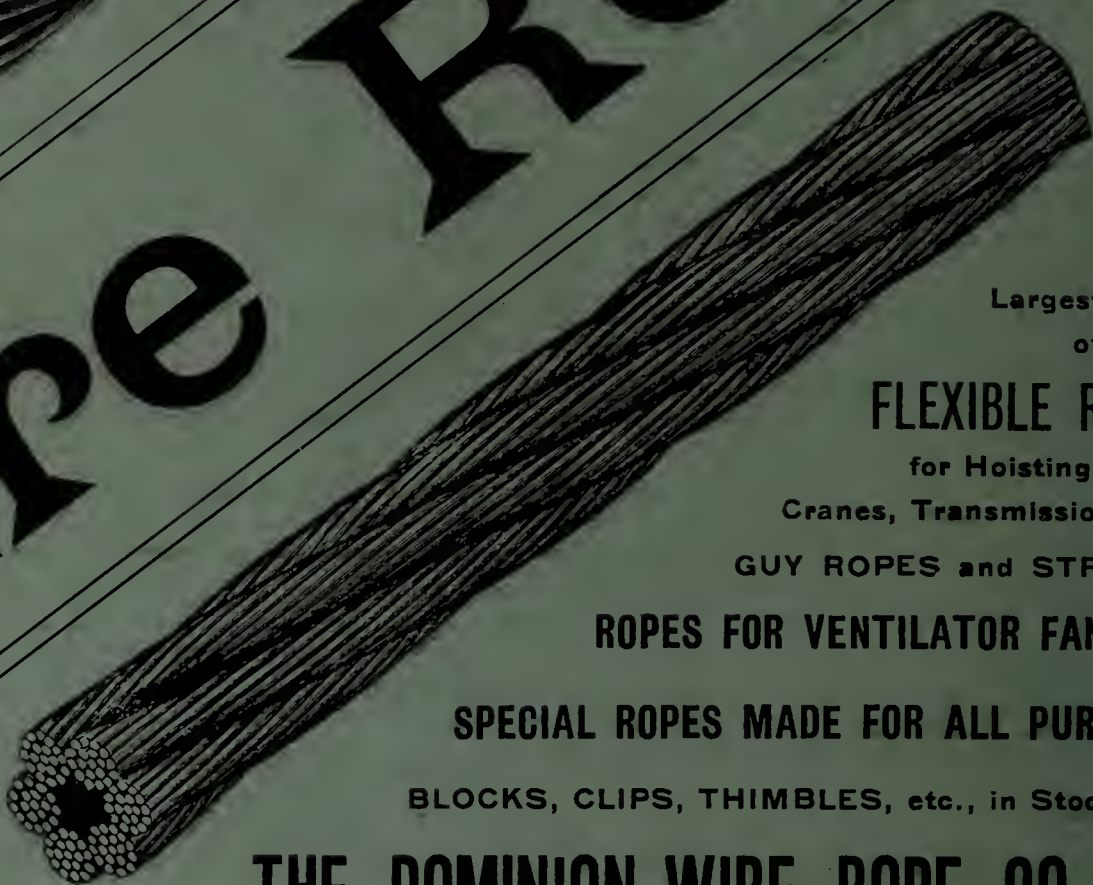 re R
Larges
of
FLEXIBLE R
for Hoisting
Cranes, Transmissio
GUY ROPES and STR
ROPES FOR VENTILATOR FAN
SPECIAL ROPES MADE FOR ALL PUR
BLOCKS, CLIPS, THIMBLES, etc., in Stoc
THE DOMINION WIRE ROPE CO